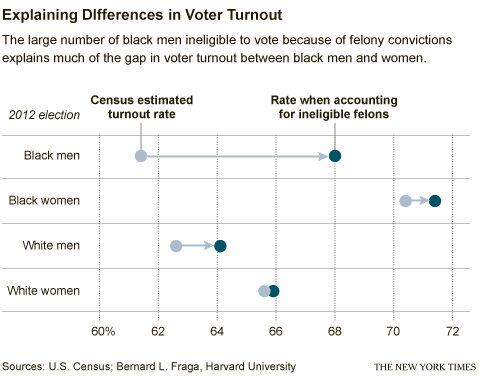 Explaining DIfferences in Voter Turnout
The large number of black men ineligible to vote because of felony convictions
explains much of the gap in voter turnout between black men and women.
2012 election
Census estimated
turnout rate
Rate when accounting
for ineligible felons
Black men
Black women
White men
White women
60% 62 64 66 68 70 72
Sources: U.S. Census; Bernard L. Fraga, Harvard University
THE NEW YORK TIMES